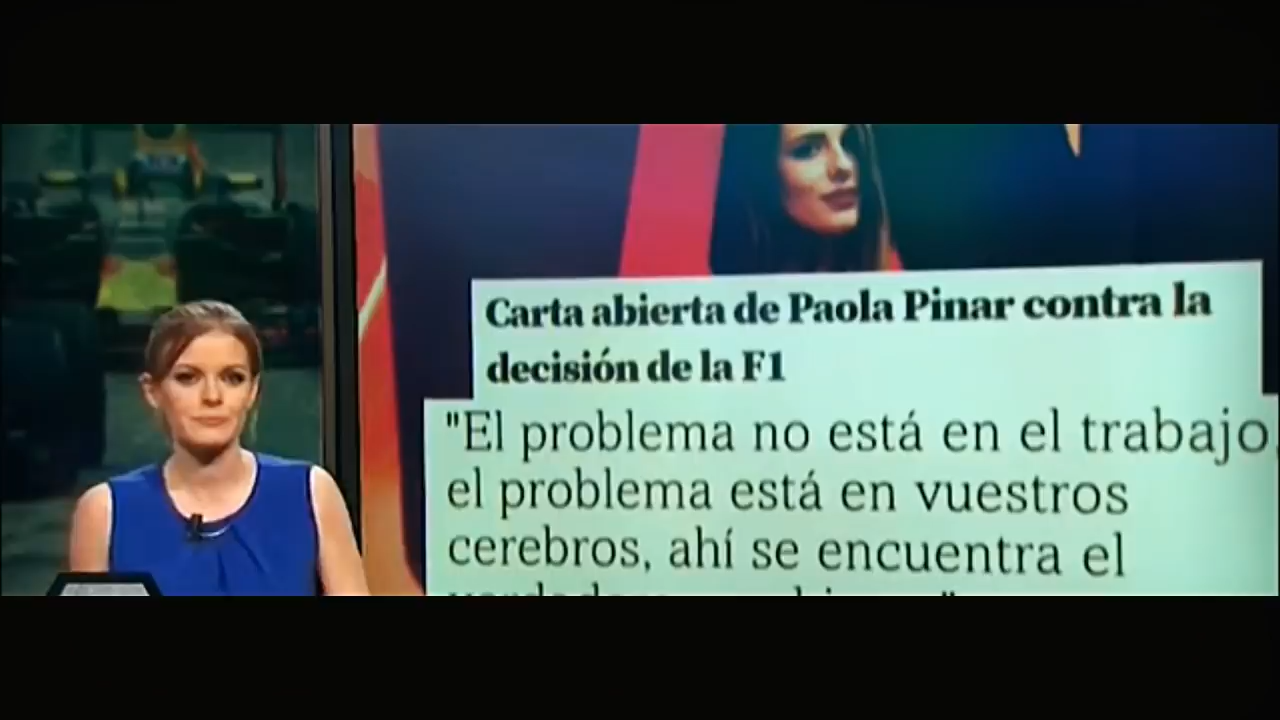 Carta abierta de Paola Pinar contra la
decisión de la F1
"El problema no está en el trabajo
el problema está en vuestros
cerebros, ahí se encuentra el